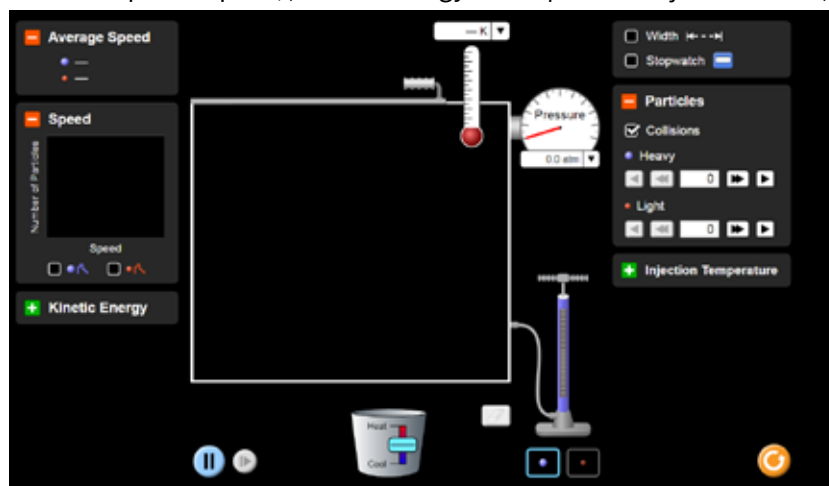 Average Speed
—
—
Speed
Number of Particles
Speed
Kinetic Energy
— K
Pressure
0.0 atm
Heat
Cool
Width
Stopwatch
Particles
Collisions
Heavy
0
Light
0
Injection Temperature